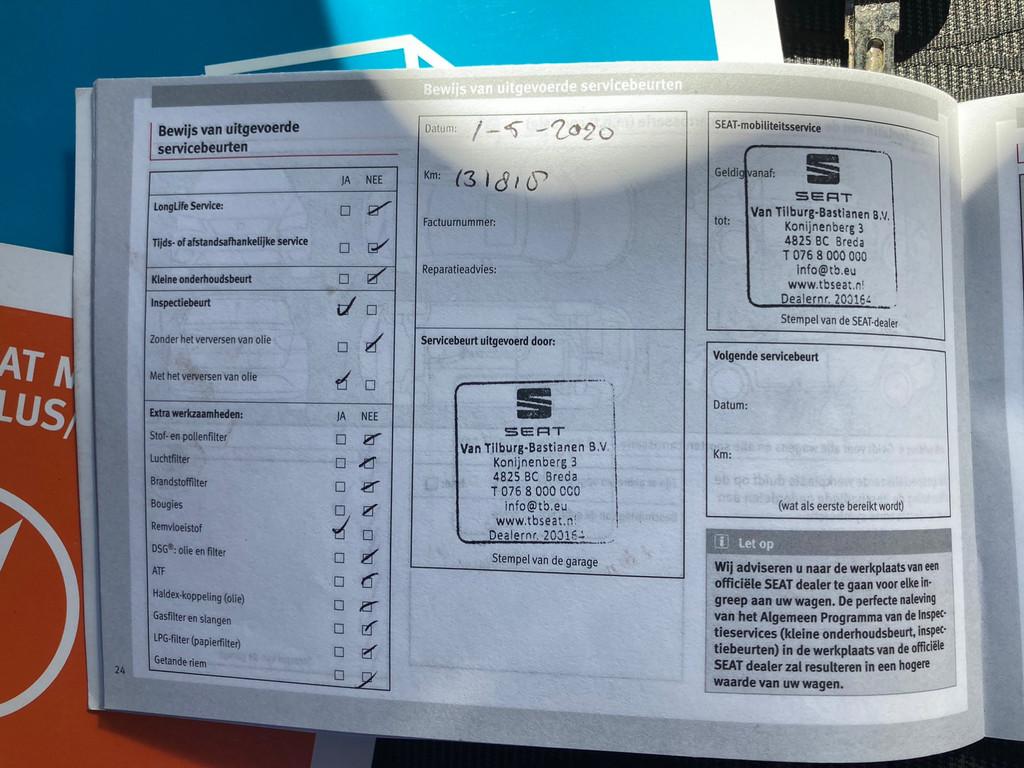 Bewijs van uitgevoerde servicebeurten
Bewijs van uitgevoerde
servicebeurten
JA NEE
LongLife Service:
Tijds- of afstandsafhankelijke service
Kleine onderhoudsbeurt
Inspectiebeurt
Zonder het verversen van olie
Met het verversen van olie
Extra werkzaamheden: JA NEE
Stof- en pollenfilter
Luchtfilter
Brandstoffilter
Bougies
Remvloeistof
DSG®: olie en filter
ATF
Haldex-koppeling (olie)
Gasfilter en slangen
LPG-filter (papierfilter)
Getande riem
24
Datum: 1-5-2020
Km: 131818
Factuurnummer:
Reparatieadvies:
Servicebeurt uitgevoerd door:
SEAT
Van Tilburg-Bastianen B.V.
Konijnenberg 3
4825 BC Breda
T 076 8 000 000
info@tb.eu
www.tbseat.nl
Dealernr. 200164
Stempel van de garage
SEAT-mobiliteitsservice
Geldig vanaf:
tot:
SEAT
Van Tilburg-Bastianen B.V.
Konijnenberg 3
4825 BC Breda
T 076 8 000 000
info@tb.eu
www.tbseat.nl
Dealernr. 200164
Stempel van de SEAT-dealer
Volgende servicebeurt
Datum:
Km:
(wat als eerste bereikt wordt)
i Let op
Wij adviseren u naar de werkplaats van een
officiële SEAT dealer te gaan voor elke in-
greep aan uw wagen. De perfecte naleving
van het Algemeen Programma van de Inspec-
tieservices (kleine onderhoudsbeurt, inspec-
tiebeurten) in de werkplaats van de officiële
SEAT dealer zal resulteren in een hogere
waarde van uw wagen.
AT M
LUS/